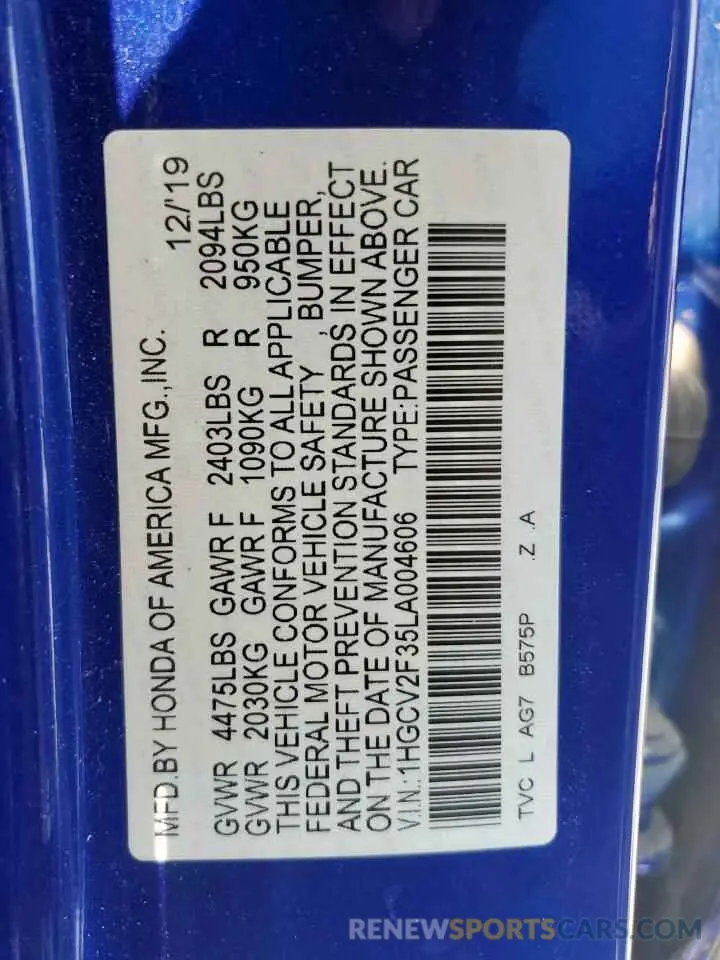 MFD.BY HONDA OF AMERICA MFG.,INC. 12/'19
GVWR 4475LBS GAWR F 2403LBS R 2094LBS
GVWR 2030KG GAWR F 1090KG R 950KG
THIS VEHICLE CONFORMS TO ALL APPLICABLE
FEDERAL MOTOR VEHICLE SAFETY , BUMPER,
AND THEFT PREVENTION STANDARDS IN EFFECT
ON THE DATE OF MANUFACTURE SHOWN ABOVE.
V.I.N.:1HGCV2F35LA004606 TYPE:PASSENGER CAR
TVC L AG7 B575P .Z .A
RENEWSPORTSCARS.COM